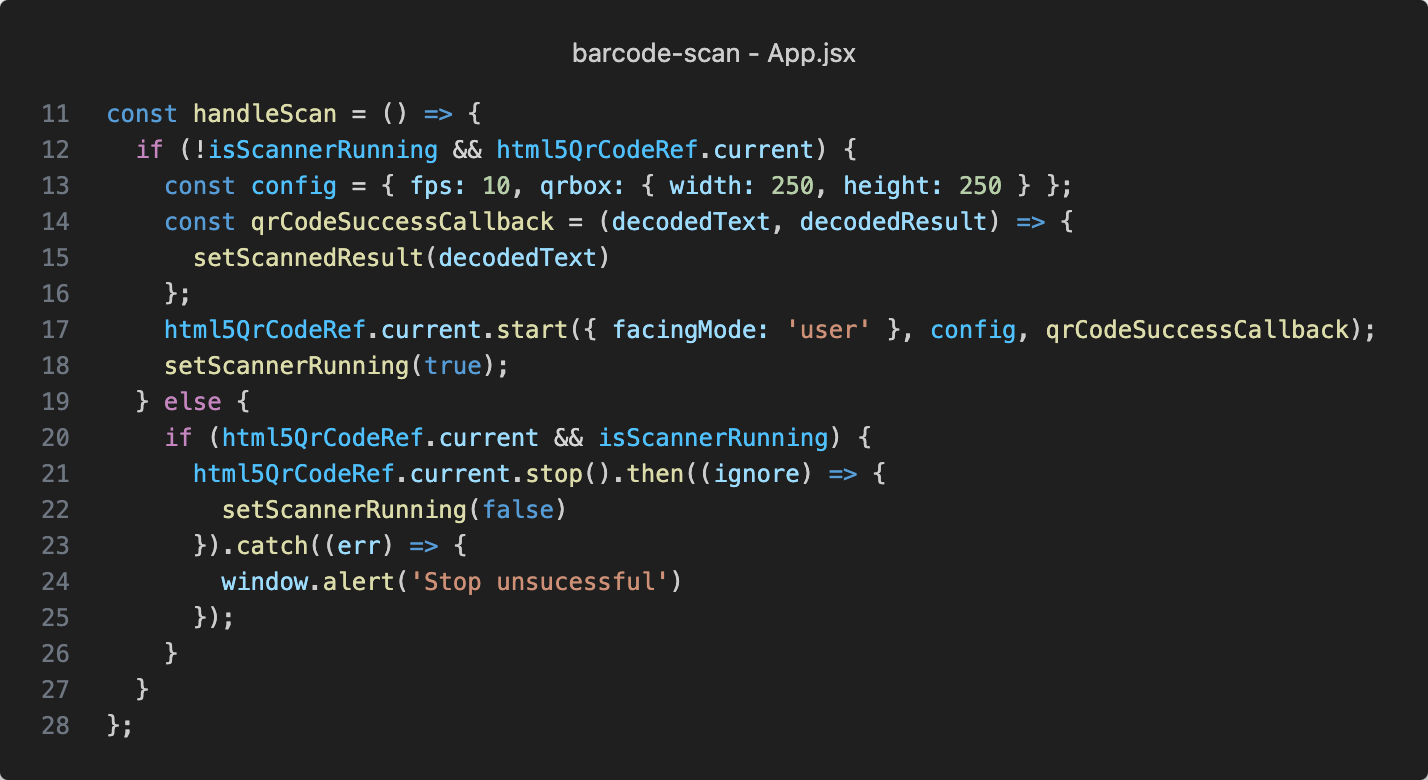 barcode-scan - App.jsx
11 const handleScan = () => {
12   if (!isScannerRunning && html5QrCodeRef.current) {
13     const config = { fps: 10, qrbox: { width: 250, height: 250 } };
14     const qrCodeSuccessCallback = (decodedText, decodedResult) => {
15       setScannedResult(decodedText)
16     };
17     html5QrCodeRef.current.start({ facingMode: 'user' }, config, qrCodeSuccessCallback);
18     setScannerRunning(true);
19   } else {
20     if (html5QrCodeRef.current && isScannerRunning) {
21       html5QrCodeRef.current.stop().then((ignore) => {
22         setScannerRunning(false)
23       }).catch((err) => {
24         window.alert('Stop unsucessful')
25       });
26     }
27   }
28 };